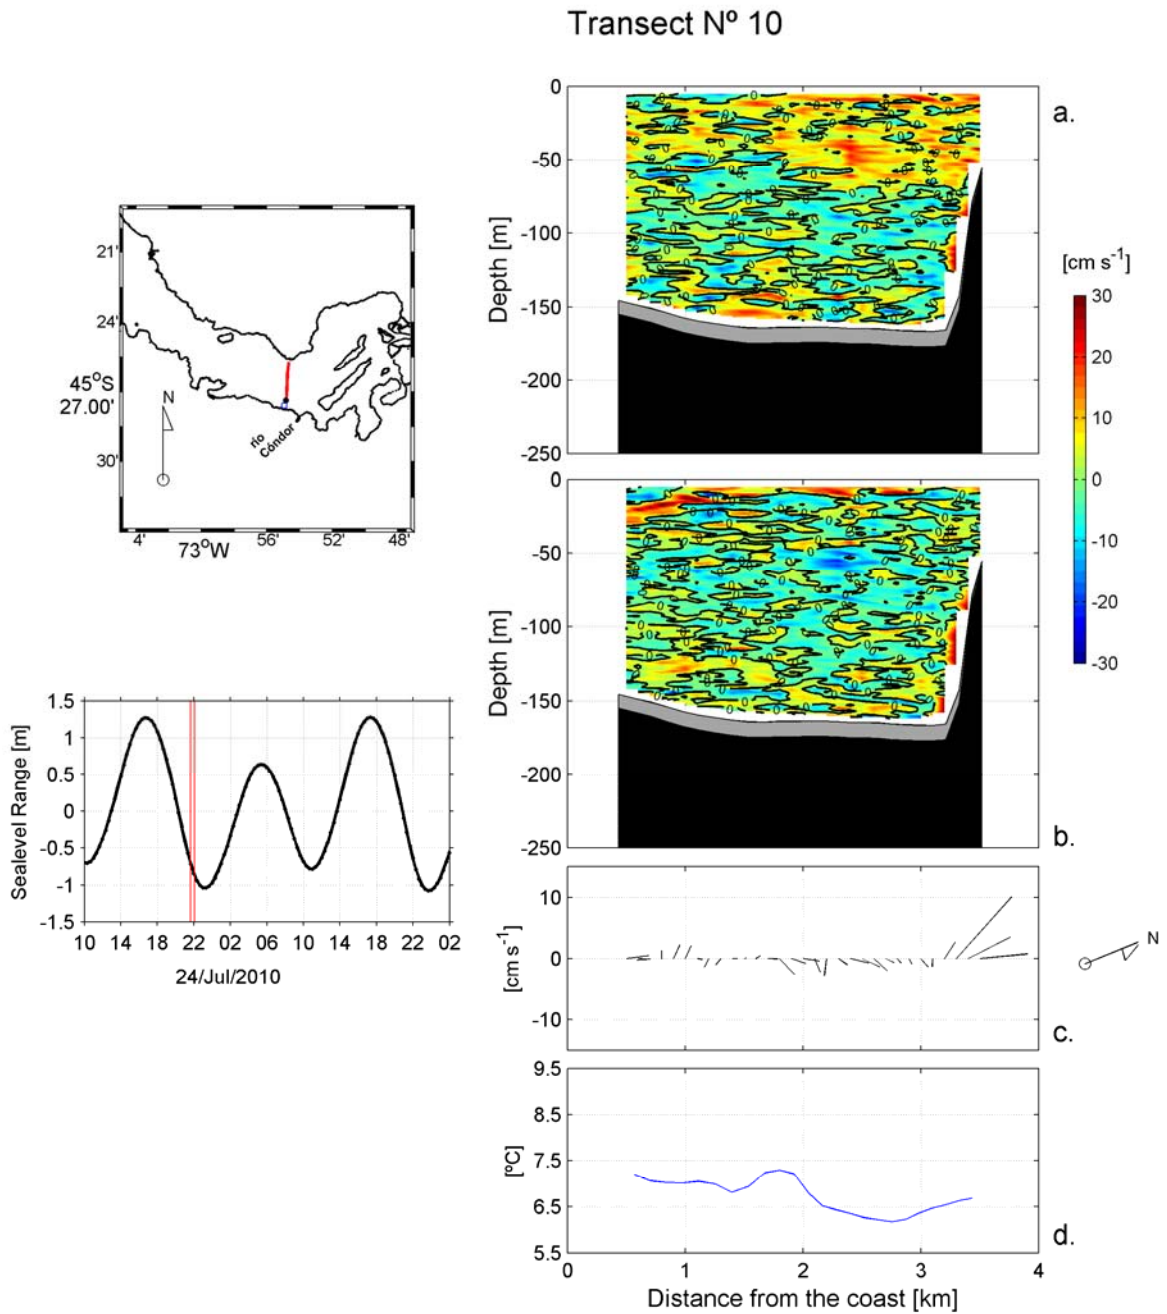 Transect Nº 10
0
-50
-100
-150
-200
-250
Depth [m]
a.
21'
24'
45°S
27.00'
30'
N
río
Cóndor
4'
73°W
56'
52'
48'
[cm s⁻¹]
30
20
10
0
-10
-20
-30
0
-50
-100
-150
-200
-250
Depth [m]
b.
1.5
1
0.5
0
-0.5
-1
-1.5
Sealevel Range [m]
10 14 18 22 02 06 10 14 18 22 02
24/Jul/2010
10
0
-10
[cm s⁻¹]
N
c.
9.5
8.5
7.5
6.5
5.5
[ºC]
d.
0 1 2 3 4
Distance from the coast [km]